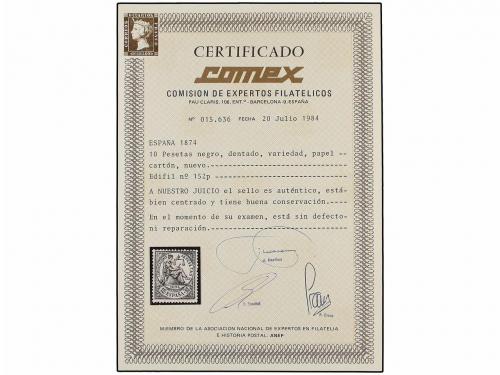 CERTIFICADO
comex
COMISION DE EXPERTOS FILATELICOS
PAU CLARIS, 106, ENT.º - BARCELONA-9. ESPAÑA
Nº 015.636 FECHA 20 Julio 1984
ESPAÑA 1874
10 Pesetas negro, dentado, variedad, papel --
cartón, nuevo.
Edifil nº 152p
A NUESTRO JUICIO el sello es auténtico, está-
bien centrado y tiene buena conservación.
En el momento de su examen, está sin defecto-
ni reparación.
MIEMBRO DE LA ASOCIACION NACIONAL DE EXPERTOS EN FILATELIA
E HISTORIA POSTAL: ANEF